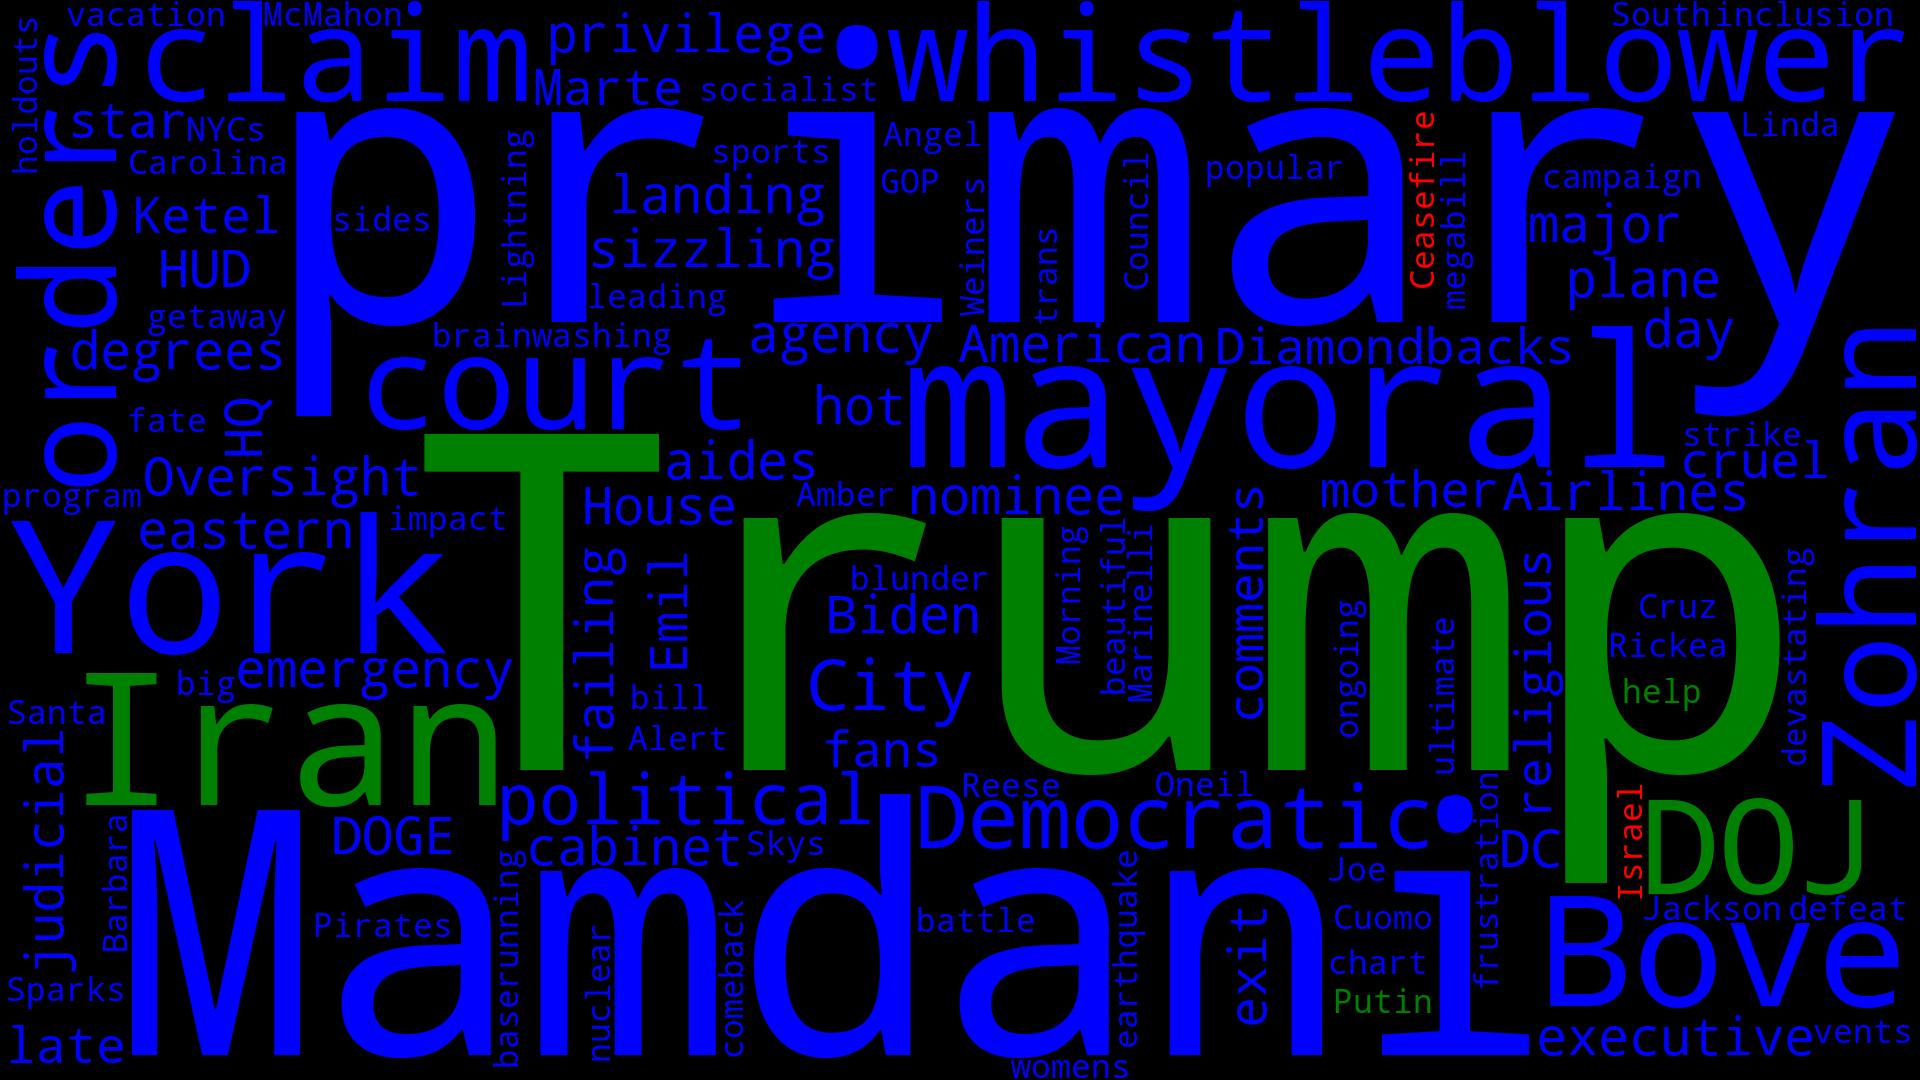 vacation
McMahon
South
inclusion
claim
privilege
whistleblower
holdouts
orders
Marte
socialist
star
NYCs
primary
Ceasefire
Linda
Angel
Carolina
Lightning
sports
landing
GOP
Council
popular
megabill
campaign
Ketel
sides
Weiners
trans
major
HUD
sizzling
plane
getaway
leading
day
degrees
brainwashing
agency
American
Diamondbacks
court
hot
mayoral
Zohran
fate
HQ
strike
Oversight
aides
cruel
program
Amber
nominee
mother
Airlines
House
eastern
impact
York
Trump
comments
failing
Emil
blunder
Biden
Morning
beautiful
Marinelli
religious
devastating
Cruz
Rickea
ongoing
ultimate
emergency
big
bill
City
help
Santa
Iran
Alert
fans
judicial
political
Reese
Oneil
Democratic
frustration
Israel
DOJ
Barbara
DOGE
cabinet
Skys
DC
Mamdani
Joe
baserunning
Pirates
nuclear
comeback
battle
earthquake
exit
Cuomo
Jackson
defeat
Bove
chart
Sparks
Putin
late
executive
vents
womens